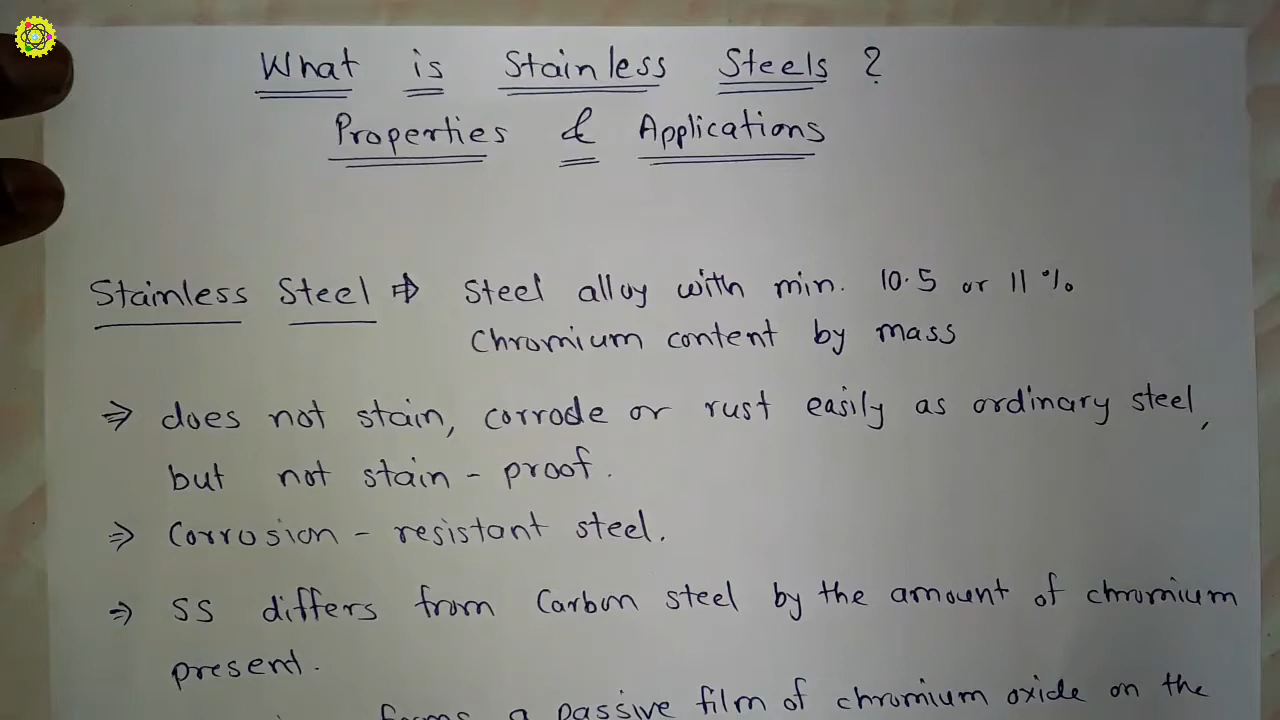 What is Stainless Steels ?
Properties & Applications
Stainless Steel ⇒ Steel alloy with min. 10.5 or 11%
Chromium content by mass
⇒ does not stain, corrode or rust easily as ordinary steel,
but not stain-proof.
⇒ Corrosion-resistant steel.
⇒ SS differs from Carbon steel by the amount of chromium
present.
forms a passive film of chromium oxide on the